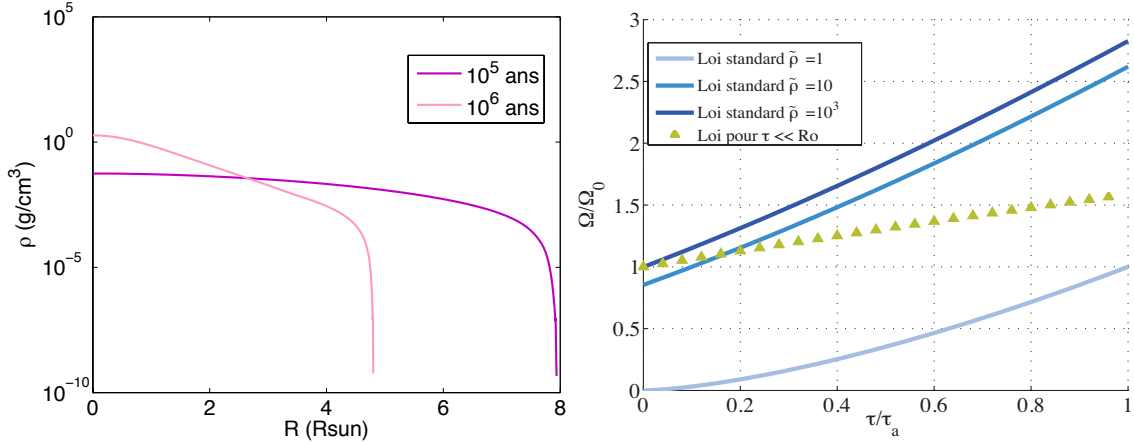 10^5
10^0
10^−5
10^−10
ρ (g/cm^3)
10^5 ans
10^6 ans
0 2 4 6 8
R (Rsun)
3
2.5
2
1.5
1
0.5
0
Ω/Ω_0
Loi standard ρ̃ =1
Loi standard ρ̃ =10
Loi standard ρ̃ =10^3
Loi pour τ << Ro
0 0.2 0.4 0.6 0.8 1
τ/τ_a